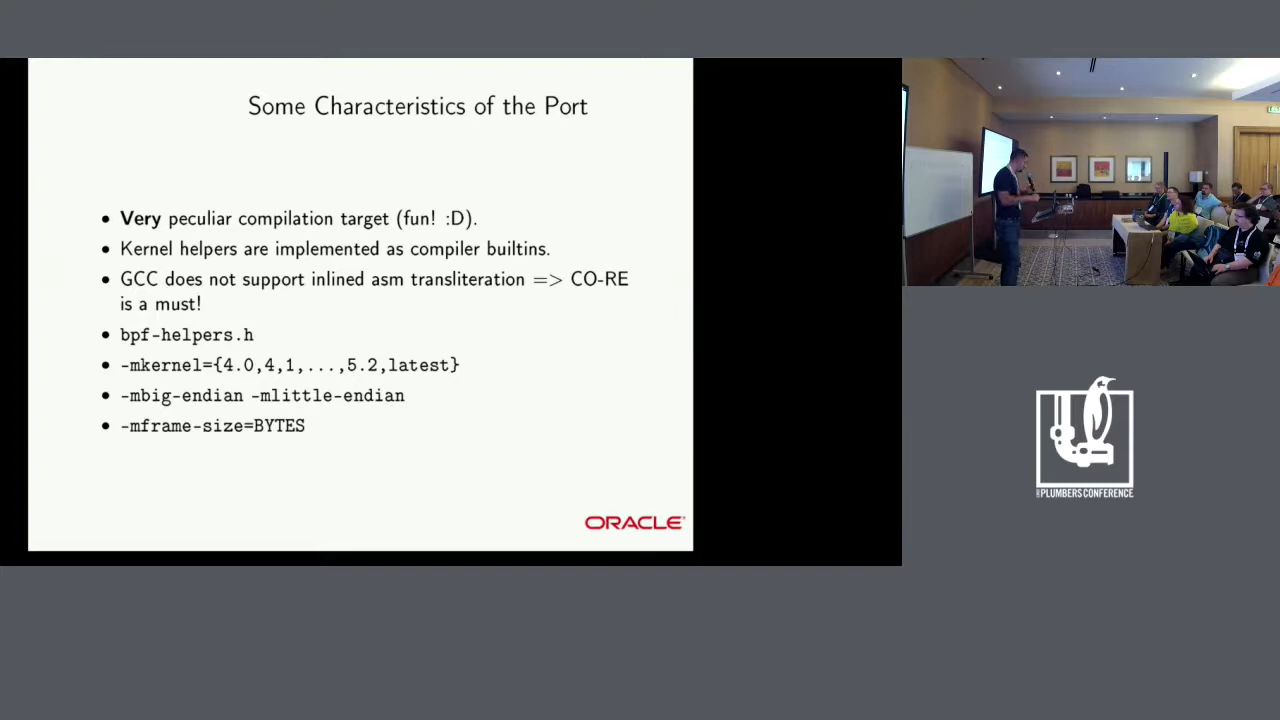 Some Characteristics of the Port
• Very peculiar compilation target (fun! :D).
• Kernel helpers are implemented as compiler builtins.
• GCC does not support inlined asm transliteration => CO-RE
is a must!
• bpf-helpers.h
• -mkernel={4.0,4,1,...,5.2,latest}
• -mbig-endian -mlittle-endian
• -mframe-size=BYTES
ORACLE
PLUMBERS CONFERENCE